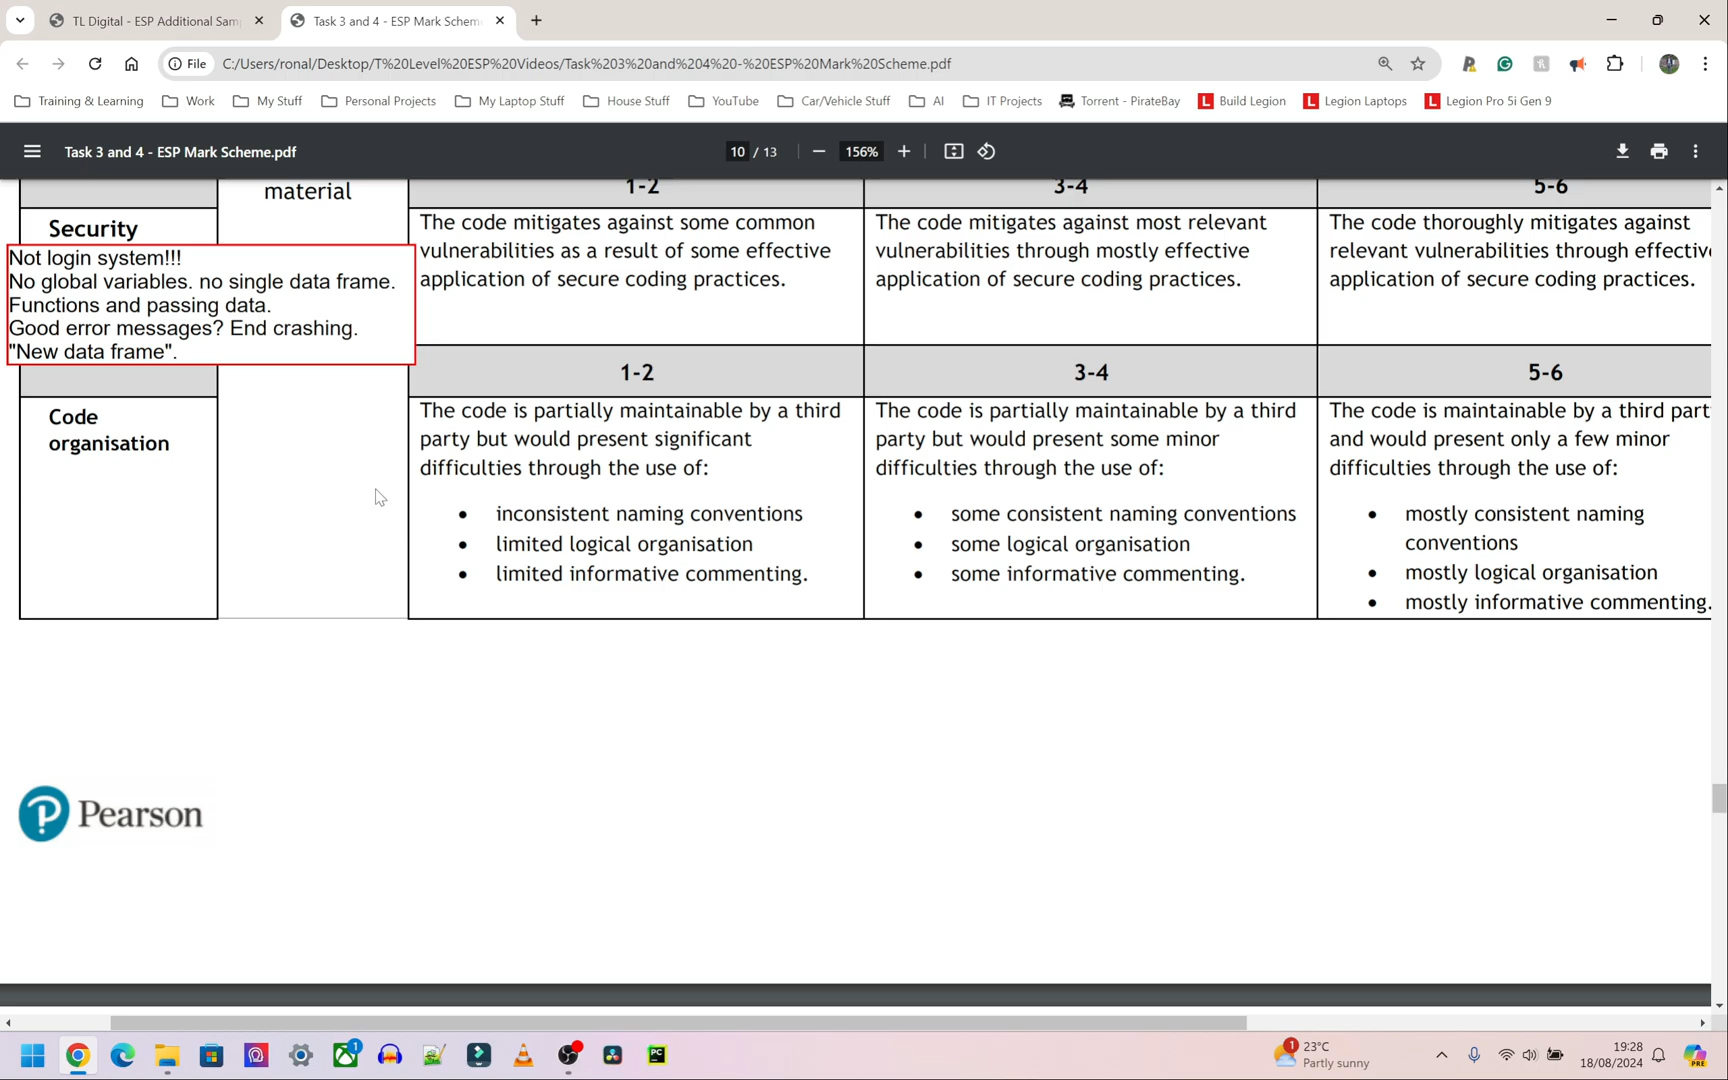 TL Digital - ESP Additional Sam
Task 3 and 4 - ESP Mark Schem
File
C:/Users/ronal/Desktop/T%20Level%20ESP%20Videos/Task%203%20and%204%20-%20ESP%20Mark%20Scheme.pdf
Training & Learning
Work
My Stuff
Personal Projects
My Laptop Stuff
House Stuff
YouTube
Car/Vehicle Stuff
AI
IT Projects
Torrent - PirateBay
Build Legion
Legion Laptops
Legion Pro 5i Gen 9
Task 3 and 4 - ESP Mark Scheme.pdf
10 / 13
156%
material
1-2
3-4
5-6
Security
Not login system!!!
No global variables. no single data frame.
Functions and passing data.
Good error messages? End crashing.
"New data frame".
The code mitigates against some common
vulnerabilities as a result of some effective
application of secure coding practices.
The code mitigates against most relevant
vulnerabilities through mostly effective
application of secure coding practices.
The code thoroughly mitigates against
relevant vulnerabilities through effectiv
application of secure coding practices.
1-2
3-4
5-6
Code
organisation
The code is partially maintainable by a third
party but would present significant
difficulties through the use of:
• inconsistent naming conventions
• limited logical organisation
• limited informative commenting.
The code is partially maintainable by a third
party but would present some minor
difficulties through the use of:
• some consistent naming conventions
• some logical organisation
• some informative commenting.
The code is maintainable by a third part
and would present only a few minor
difficulties through the use of:
• mostly consistent naming
conventions
• mostly logical organisation
• mostly informative commenting.
Pearson
23°C
Partly sunny
19:28
18/08/2024